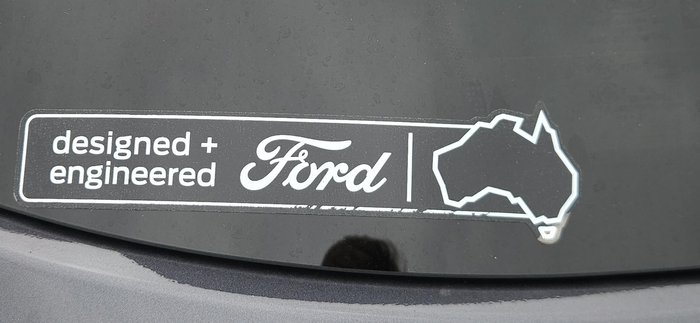 designed +
engineered
Ford